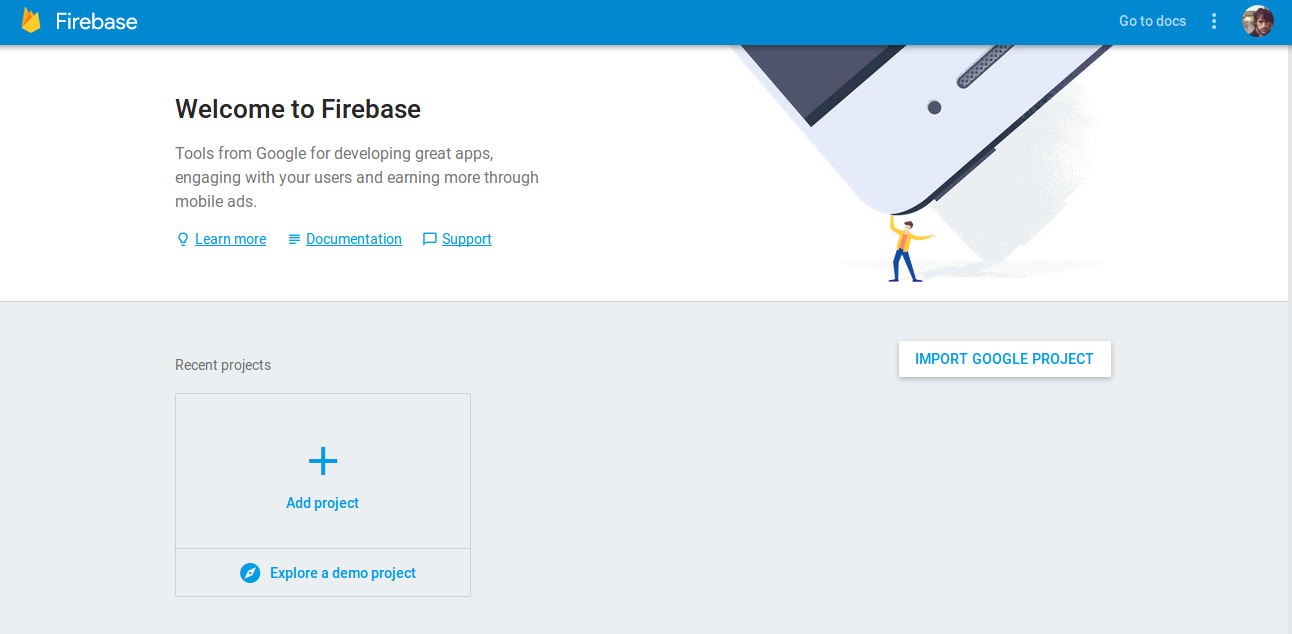 Firebase
Go to docs
Welcome to Firebase
Tools from Google for developing great apps,
engaging with your users and earning more through
mobile ads.
Learn more
Documentation
Support
Recent projects
IMPORT GOOGLE PROJECT
Add project
Explore a demo project